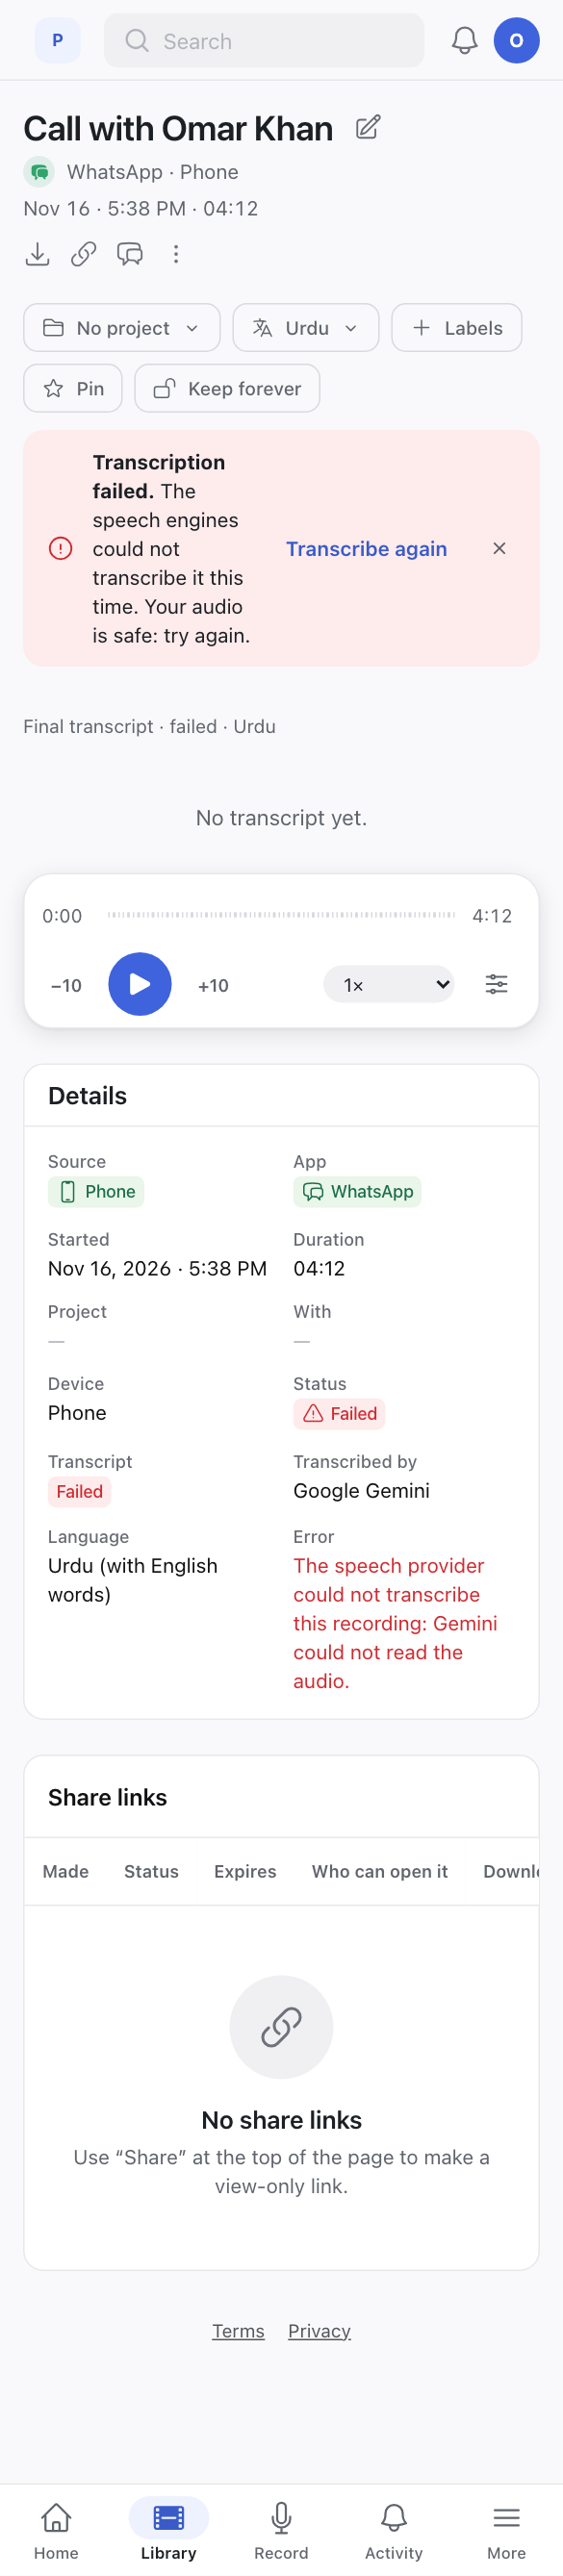 P
Search
O
Call with Omar Khan
WhatsApp · Phone
Nov 16 · 5:38 PM · 04:12
No project
Urdu
Labels
Pin
Keep forever
Transcription
failed. The
speech engines
could not
transcribe it this
time. Your audio
is safe: try again.
Transcribe again
Final transcript · failed · Urdu
No transcript yet.
0:00
4:12
−10
+10
1×
Details
Source
App
Phone
WhatsApp
Started
Duration
Nov 16, 2026 · 5:38 PM
04:12
Project
With
—
—
Device
Status
Phone
Failed
Transcript
Transcribed by
Failed
Google Gemini
Language
Error
Urdu (with English
words)
The speech provider
could not transcribe
this recording: Gemini
could not read the
audio.
Share links
Made Status Expires Who can open it Downl
No share links
Use “Share” at the top of the page to make a
view-only link.
Terms Privacy
Home Library Record Activity More